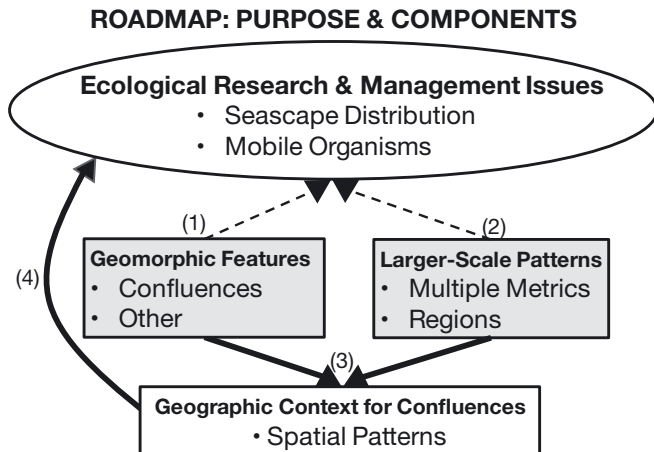 ROADMAP: PURPOSE & COMPONENTS
Ecological Research & Management Issues
• Seascape Distribution
• Mobile Organisms
(1)
(2)
Geomorphic Features
• Confluences
• Other
Larger-Scale Patterns
• Multiple Metrics
• Regions
(4)
(3)
Geographic Context for Confluences
• Spatial Patterns